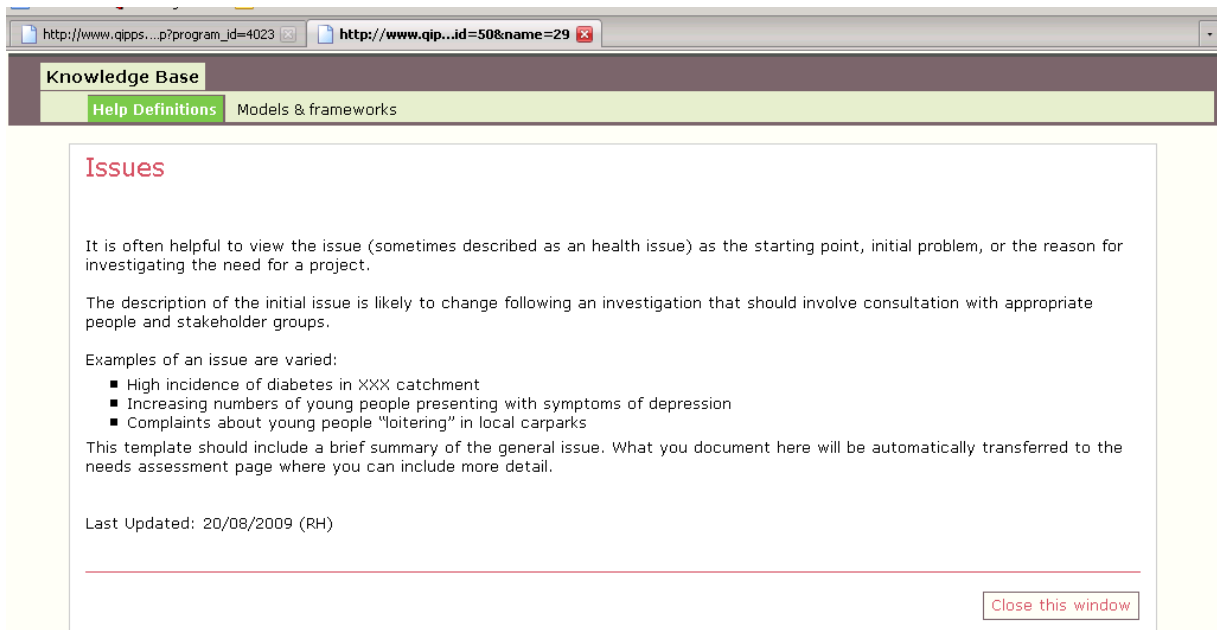 http://www.qipps....p?program_id=4023
http://www.qip...id=50&name=29
Knowledge Base
Help Definitions Models & frameworks
Issues
It is often helpful to view the issue (sometimes described as an health issue) as the starting point, initial problem, or the reason for
investigating the need for a project.
The description of the initial issue is likely to change following an investigation that should involve consultation with appropriate
people and stakeholder groups.
Examples of an issue are varied:
■ High incidence of diabetes in XXX catchment
■ Increasing numbers of young people presenting with symptoms of depression
■ Complaints about young people “loitering” in local carparks
This template should include a brief summary of the general issue. What you document here will be automatically transferred to the
needs assessment page where you can include more detail.
Last Updated: 20/08/2009 (RH)
Close this window